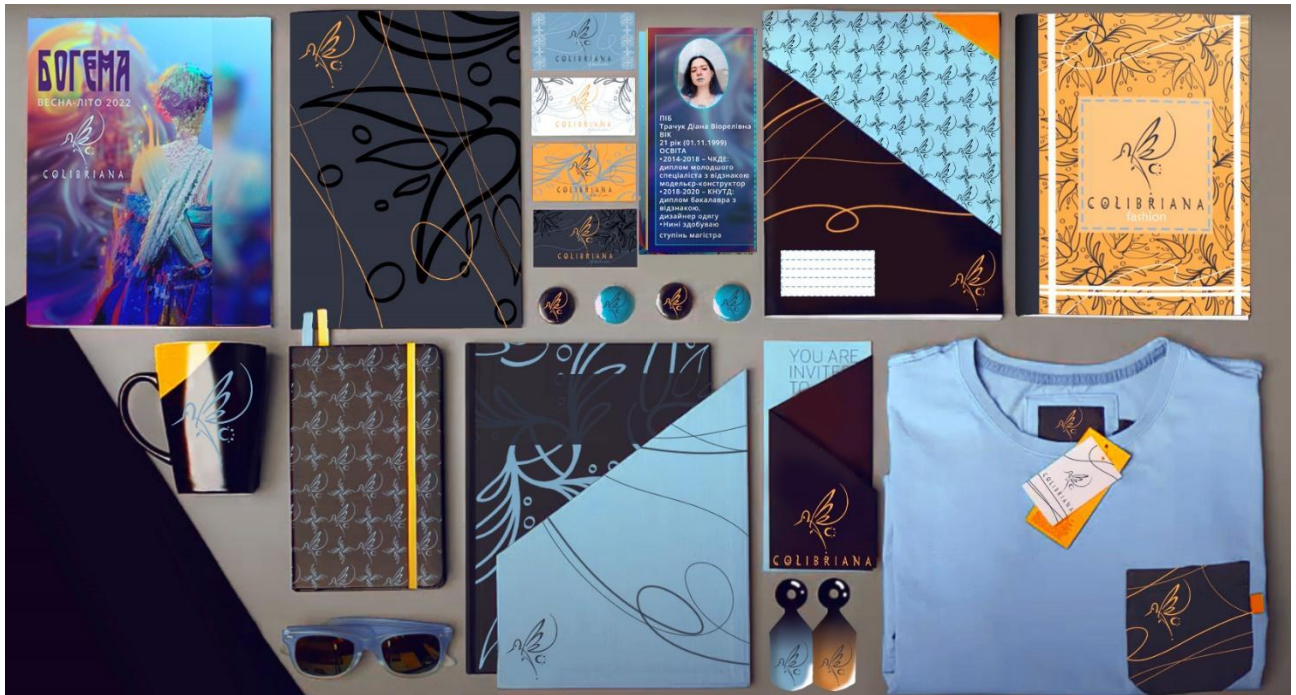 БОГЕМА
ВЕСНА-ЛІТО 2022
COLIBRIANA
COLIBRIANA
COLIBRIANA
COLIBRIANA
COLIBRIANA
ПІБ
Трачук Діана Віорелівна
ВІК
21 рік (01.11.1999)
ОСВІТА
•2014-2018 – ЧКДЕ:
диплом молодшого
спеціаліста з відзнакою
модельєр-конструктор
•2018-2020 – КНУТД:
диплом бакалавра з
відзнакою,
дизайнер одягу
•Нині здобуваю
ступінь магістра
COLIBRIANA
fashion
YOU ARE
INVITED
TO
COLIBRIANA
COLIBRIANA